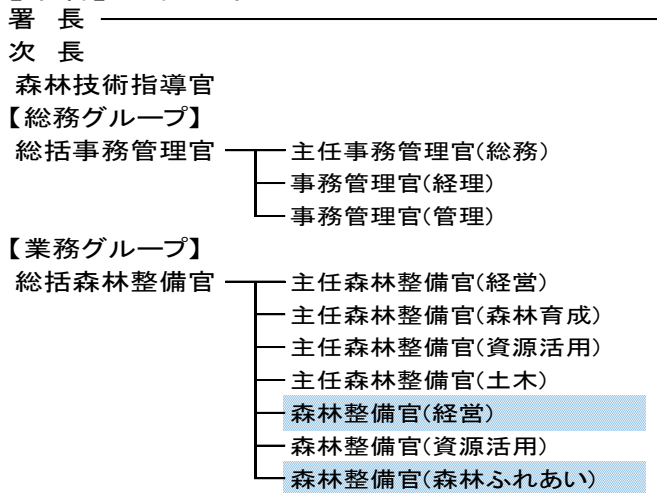 署 長
次 長
森林技術指導官
【総務グループ】
総括事務管理官 主任事務管理官(総務)
事務管理官(経理)
事務管理官(管理)
【業務グループ】
総括森林整備官 主任森林整備官(経営)
主任森林整備官(森林育成)
主任森林整備官(資源活用)
主任森林整備官(土木)
森林整備官(経営)
森林整備官(資源活用)
森林整備官(森林ふれあい)